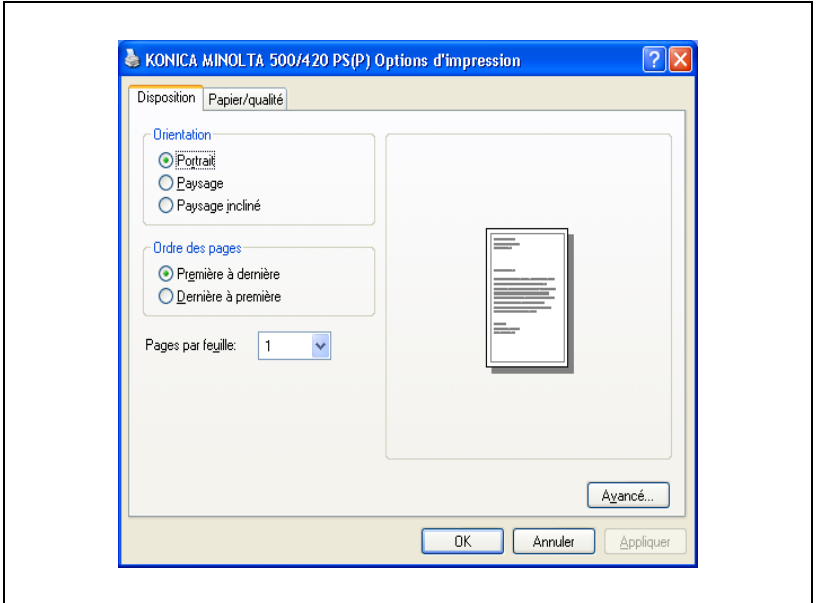 KONICA MINOLTA 500/420 PS(P) Options d'impression
Disposition
Papier/qualité
Orientation
Portrait
Paysage
Paysage incliné
Ordre des pages
Première à dernière
Dernière à première
Pages par feuille: 1
Avancé...
OK
Annuler
Appliquer